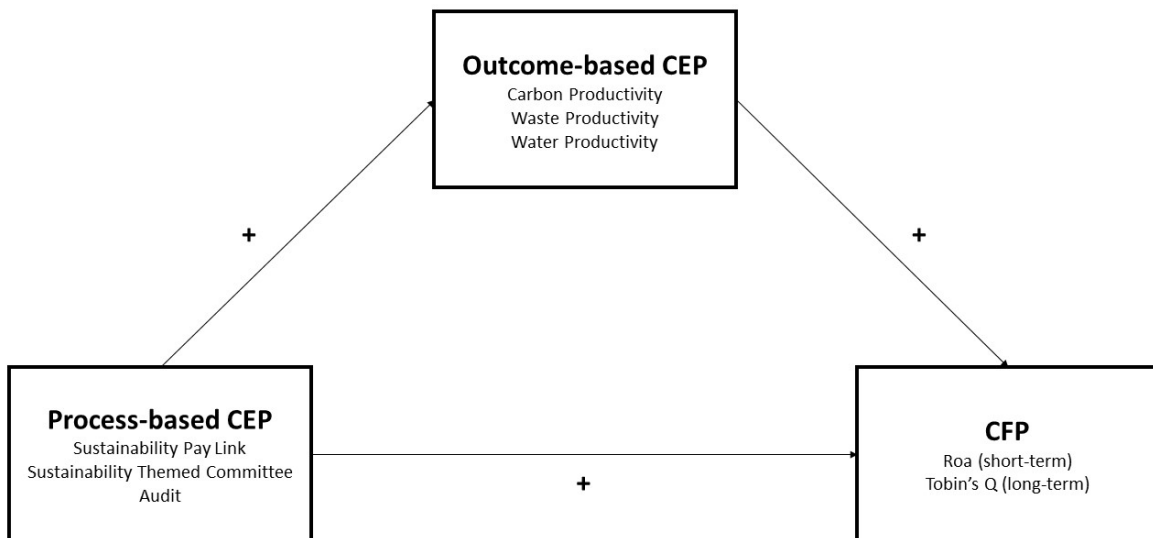 Outcome-based CEP
Carbon Productivity
Waste Productivity
Water Productivity
+
+
Process-based CEP
Sustainability Pay Link
Sustainability Themed Committee
Audit
+
CFP
Roa (short-term)
Tobin's Q (long-term)